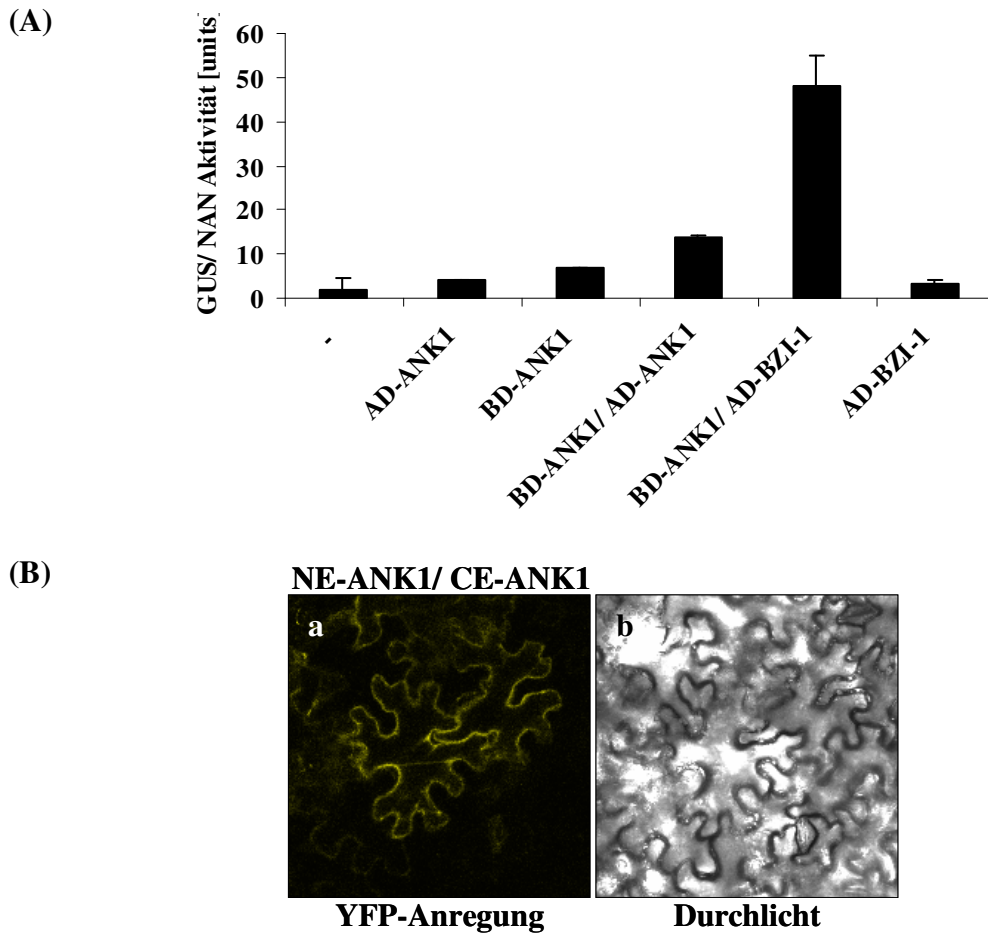 (A)
GUS/ NAN Aktivität [units]
60
50
40
30
20
10
0
-
AD-ANK1
BD-ANK1
BD-ANK1/ AD-ANK1
BD-ANK1/ AD-BZI-1
AD-BZI-1
(B)
NE-ANK1/ CE-ANK1
a
b
YFP-Anregung
Durchlicht